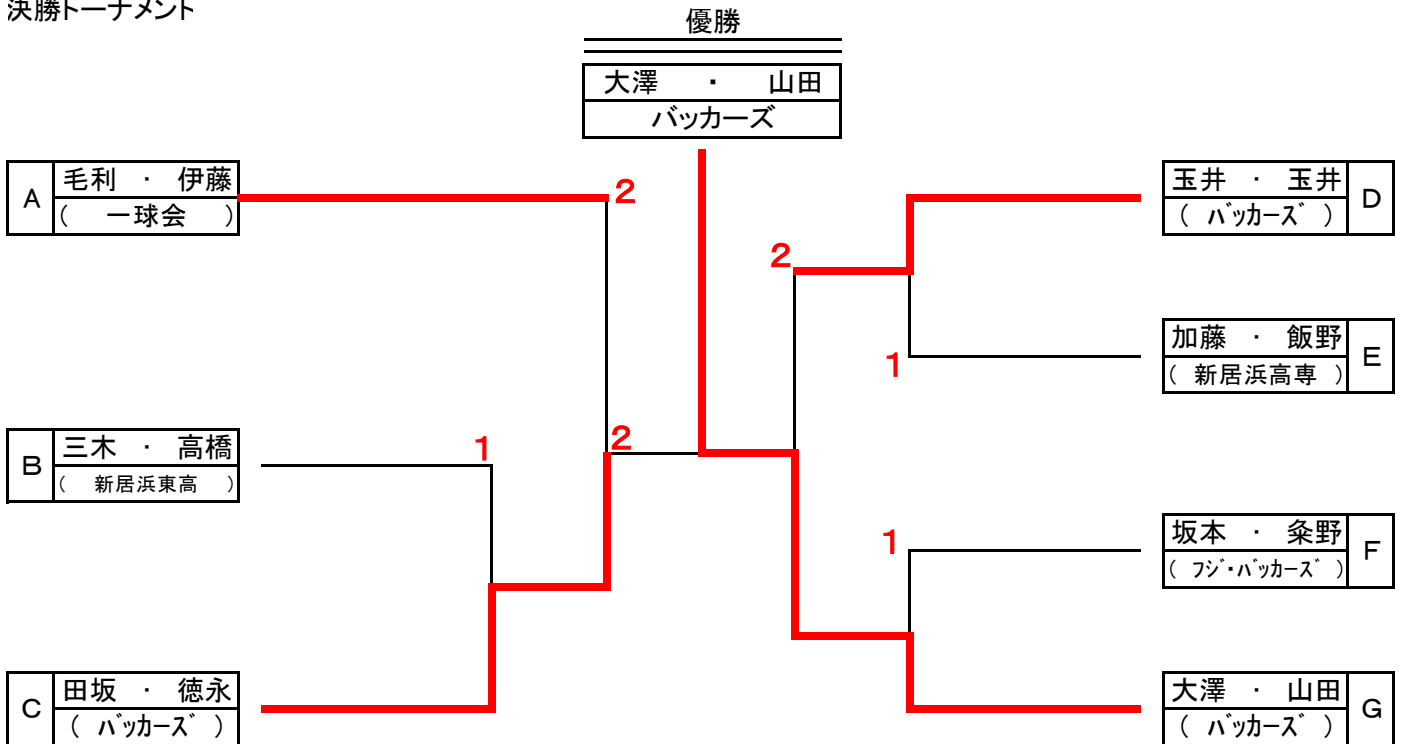 決勝トーナメント
優勝
大澤 ・ 山田
バッカーズ
A
毛利 ・ 伊藤
( 一球会 )
2
玉井 ・ 玉井
( バッカーズ )
D
2
加藤 ・ 飯野
( 新居浜高専 )
E
1
B
三木 ・ 高橋
( 新居浜東高 )
1
2
坂本 ・ 粂野
( フジ・バッカーズ )
F
1
C
田坂 ・ 徳永
( バッカーズ )
大澤 ・ 山田
( バッカーズ )
G